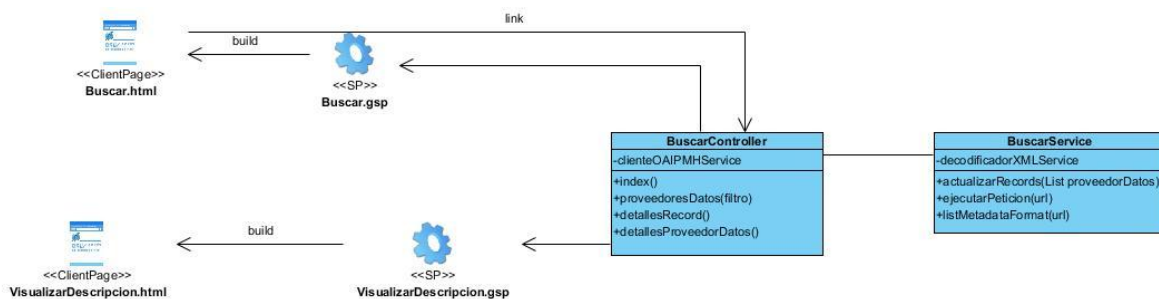 link
build
<<ClientPage>>
Buscar.html
<<SP>>
Buscar.gsp
BuscarController
-clienteOAIPMHService
+index()
+proveedoresDatos(filtro)
+detallesRecord()
+detallesProveedorDatos()
BuscarService
-decodificadorXMLService
+actualizarRecords(List proveedorDatos)
+ejecutarPeticion(url)
+listMetadataFormat(url)
build
<<ClientPage>>
VisualizarDescripcion.html
<<SP>>
VisualizarDescripcion.gsp